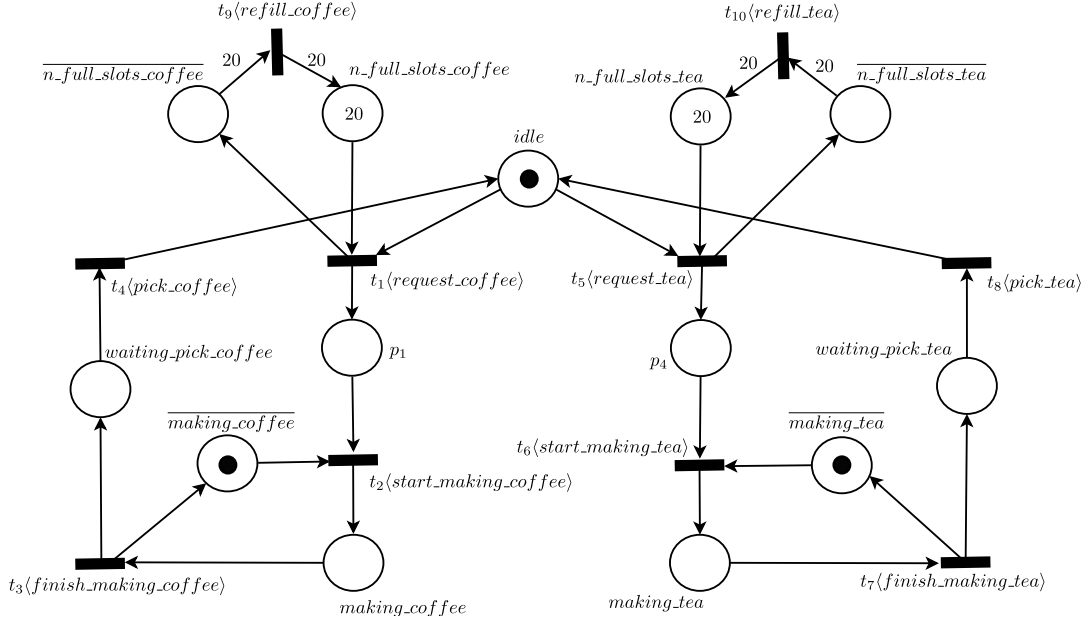 t₉⟨refill_coffee⟩
t₁₀⟨refill_tea⟩
n_full_slots_coffee
20
20
n_full_slots_coffee
n_full_slots_tea
20
20
n_full_slots_tea
20
20
idle
t₄⟨pick_coffee⟩
t₁⟨request_coffee⟩
t₅⟨request_tea⟩
t₈⟨pick_tea⟩
waiting_pick_coffee
p₁
p₄
waiting_pick_tea
making_coffee
making_tea
t₂⟨start_making_coffee⟩
t₆⟨start_making_tea⟩
t₃⟨finish_making_coffee⟩
t₇⟨finish_making_tea⟩
making_coffee
making_tea